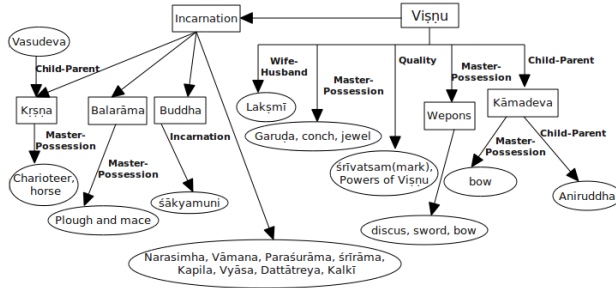 Incarnation
Viṣṇu
Vasudeva
Child-Parent
Wife-
Husband
Master-
Possession
Quality
Master-
Possession
Child-Parent
Kṛṣṇa
Balarāma
Buddha
Lakṣmī
Garuḍa, conch, jewel
Wepons
Kāmadeva
Master-
Possession
Incarnation
Master-
Possession
Child-Parent
Charioteer,
horse
Master-
Possession
Plough and mace
śākyamuni
śrīvatsam(mark),
Powers of Viṣṇu
bow
Aniruddha
discus, sword, bow
Narasimha, Vāmana, Paraśurāma, śrīrāma,
Kapila, Vyāsa, Dattātreya, Kalkī